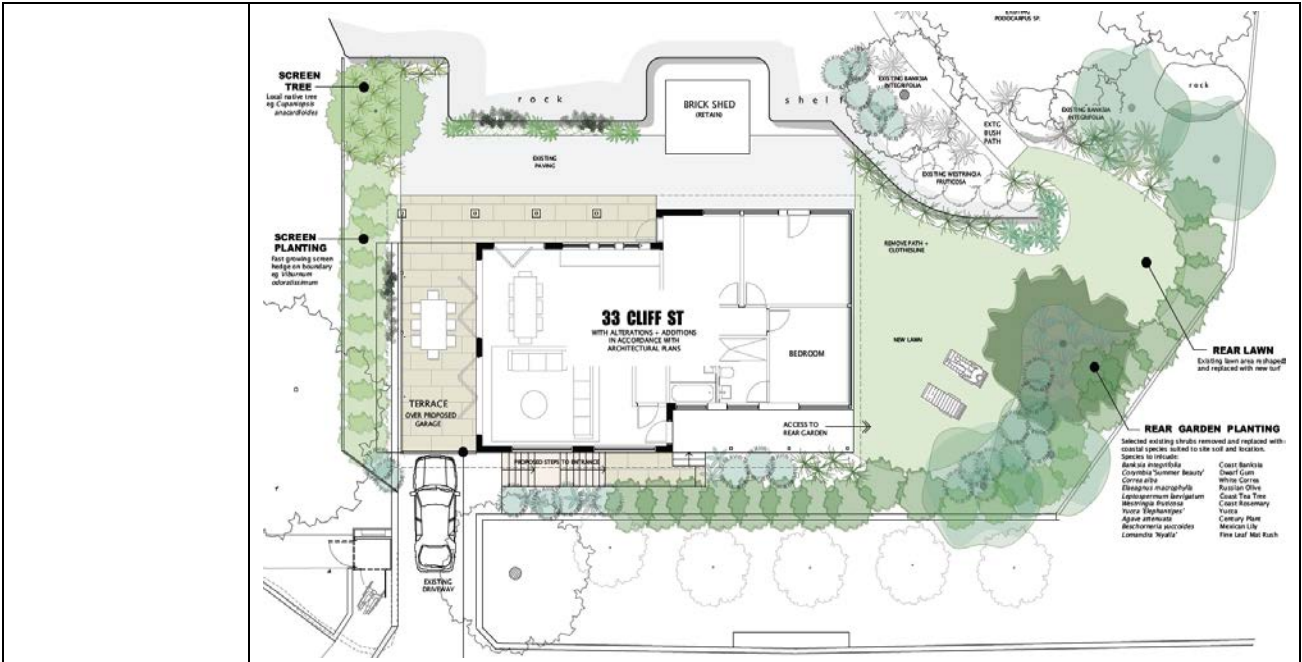 EXISTING
PODOCARPUS SP.
SCREEN
TREE
Local native tree
eg Cupaniopsis
anacardioides
rock
BRICK SHED
(RETAIN)
shelf
EXISTING BANKSIA
INTEGRIFOLIA
rock
EXISTING BANKSIA
INTEGRIFOLIA
EXTG
BUSH
PATH
EXISTING
PAVING
EXISTING WESTRINGIA
FRUTICOSA
SCREEN
PLANTING
Fast growing screen
hedge on boundary
eg Viburnum
odoratissimum
REMOVE PATH +
CLOTHESLINE
33 CLIFF ST
WITH ALTERATIONS + ADDITIONS
IN ACCORDANCE WITH
ARCHITECTURAL PLANS
BEDROOM
NEW LAWN
REAR LAWN
Existing lawn area reshaped
and replaced with new turf
TERRACE
OVER PROPOSED
GARAGE
ACCESS TO
REAR GARDEN
PROPOSED STEPS TO ENTRANCE
REAR GARDEN PLANTING
Selected existing shrubs removed and replaced with
coastal species suited to site soil and location.
Species to include:
Banksia integrifolia Coast Banksia
Corymbia 'Summer Beauty' Dwarf Gum
Correa alba White Correa
Elaeagnus macrophylla Russian Olive
Leptospermum laevigatum Coast Tea Tree
Westringia fruticosa Coast Rosemary
Yucca 'Elephantipes' Yucca
Agave attenuata Century Plant
Beschorneria yuccoides Mexican Lily
Lomandra 'Nyalla' Fine Leaf Mat Rush
EXISTING
DRIVEWAY